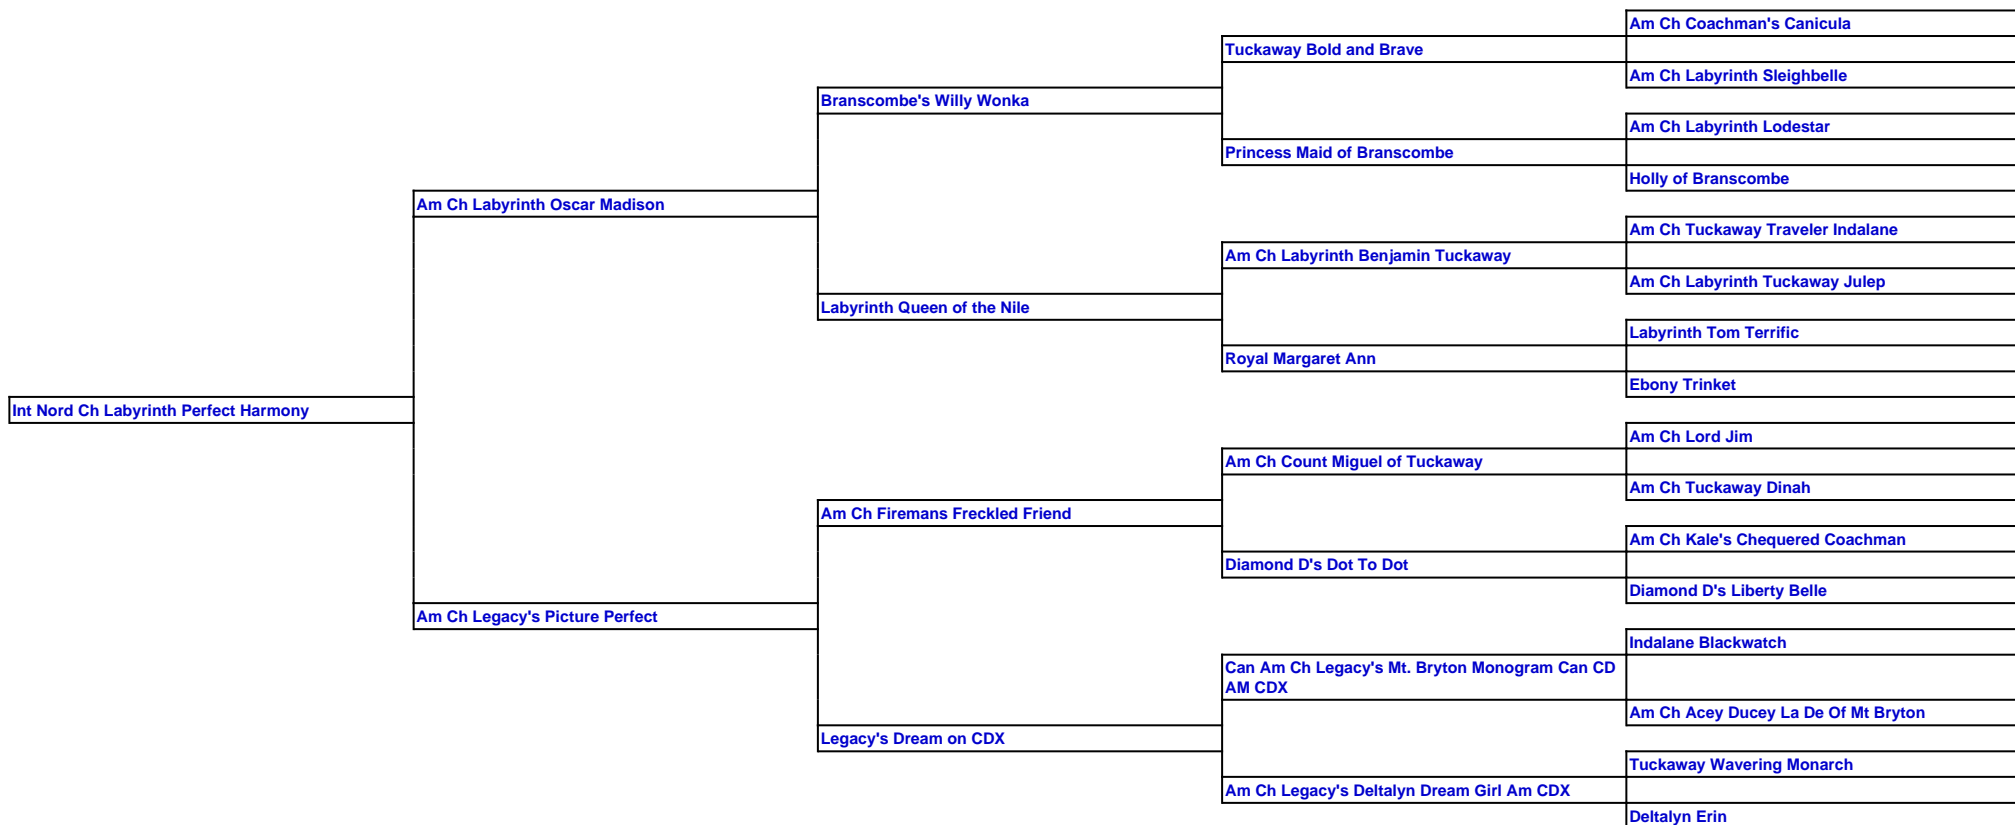 Am Ch Coachman's Canicula
Tuckaway Bold and Brave
Am Ch Labyrinth Sleighbelle
Branscombe's Willy Wonka
Am Ch Labyrinth Lodestar
Princess Maid of Branscombe
Holly of Branscombe
Am Ch Labyrinth Oscar Madison
Am Ch Tuckaway Traveler Indalane
Am Ch Labyrinth Benjamin Tuckaway
Am Ch Labyrinth Tuckaway Julep
Labyrinth Queen of the Nile
Labyrinth Tom Terrific
Royal Margaret Ann
Ebony Trinket
Int Nord Ch Labyrinth Perfect Harmony
Am Ch Lord Jim
Am Ch Count Miguel of Tuckaway
Am Ch Tuckaway Dinah
Am Ch Firemans Freckled Friend
Am Ch Kale's Chequered Coachman
Diamond D's Dot To Dot
Diamond D's Liberty Belle
Am Ch Legacy's Picture Perfect
Indalane Blackwatch
Can Am Ch Legacy's Mt. Bryton Monogram Can CD
AM CDX
Am Ch Acey Ducey La De Of Mt Bryton
Legacy's Dream on CDX
Tuckaway Wavering Monarch
Am Ch Legacy's Deltalyn Dream Girl Am CDX
Deltalyn Erin